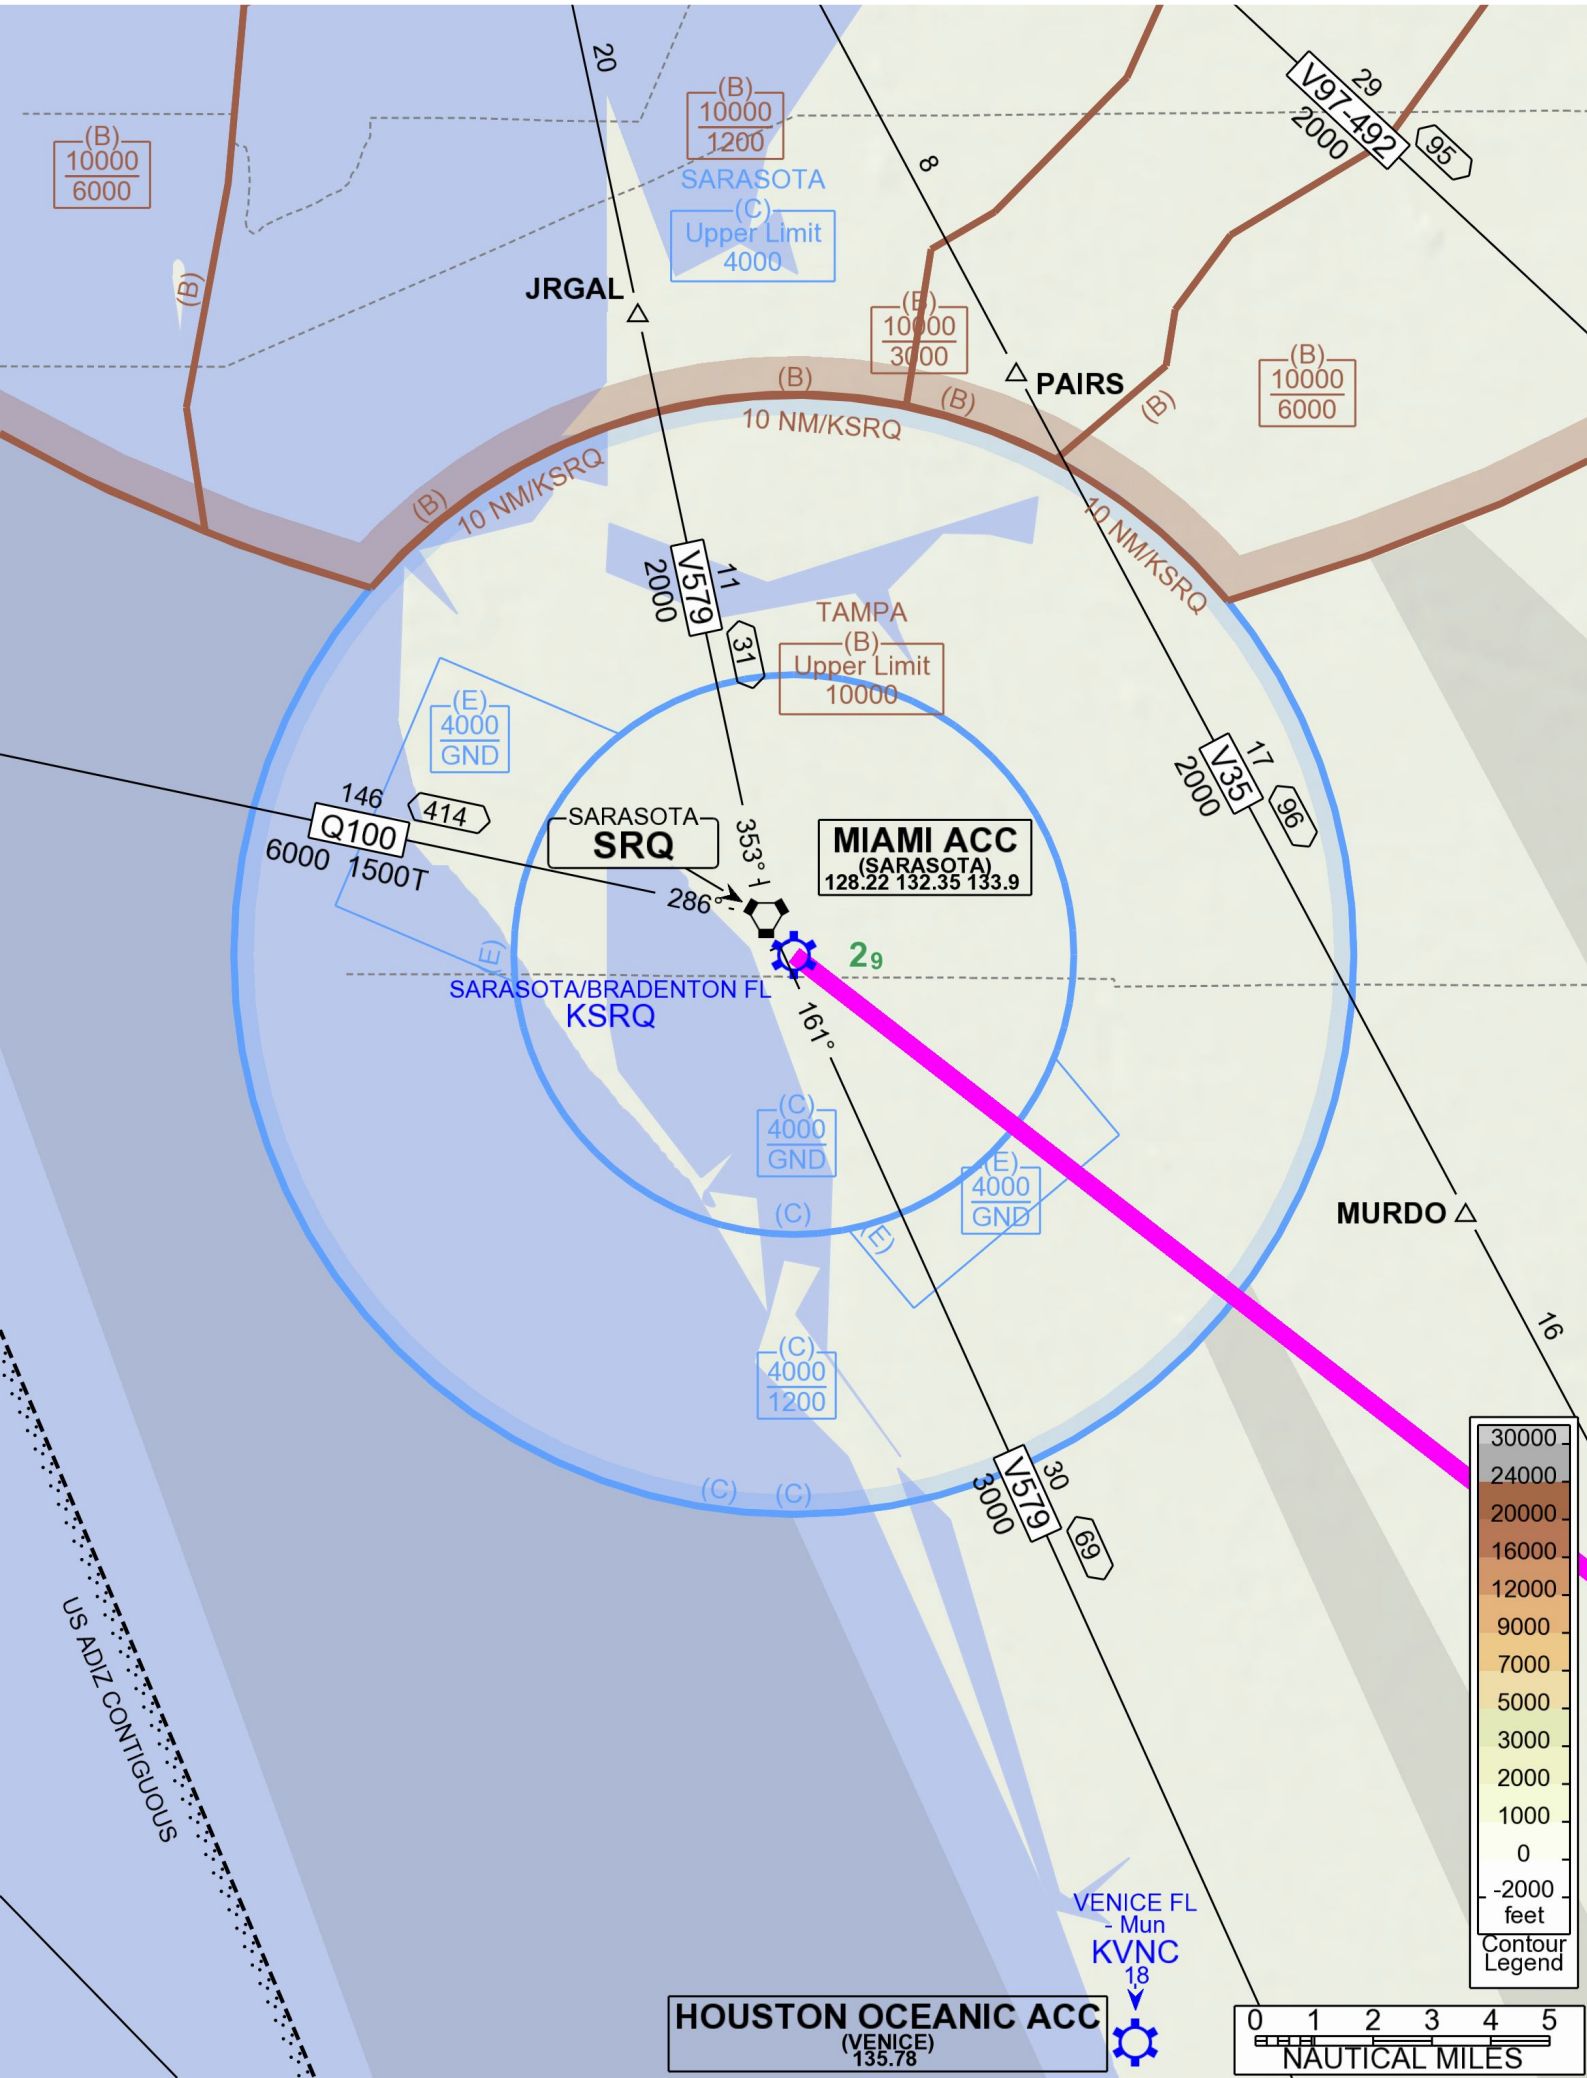 20
(B)
10000
1200
29
V97-492
2000
95
(B)
10000
6000
8
SARASOTA
(C)
Upper Limit
4000
(B)
JRGAL
(B)
10000
3000
PAIRS
(B)
10000
6000
(B)
(B)
(B)
10 NM/KSRQ
(B)
10 NM/KSRQ
10 NM/KSRQ
V579
11
2000
31
TAMPA
(B)
Upper Limit
10000
(E)
4000
GND
V35
17
2000
96
146
Q100
414
6000 1500T
SARASOTA
SRQ
353°
286°
MIAMI ACC
(SARASOTA)
128.22 132.35 133.9
29
(E)
SARASOTA/BRADENTON FL
KSRQ
161°
(C)
4000
GND
(E)
4000
GND
(C)
(E)
MURDO
16
(C)
4000
1200
(C)
(C)
V579
30
3000
69
US ADIZ CONTIGUOUS
30000
24000
20000
16000
12000
9000
7000
5000
3000
2000
1000
0
-2000
feet
Contour
Legend
VENICE FL
- Mun
KVNC
18
HOUSTON OCEANIC ACC
(VENICE)
135.78
0 1 2 3 4 5
NAUTICAL MILES